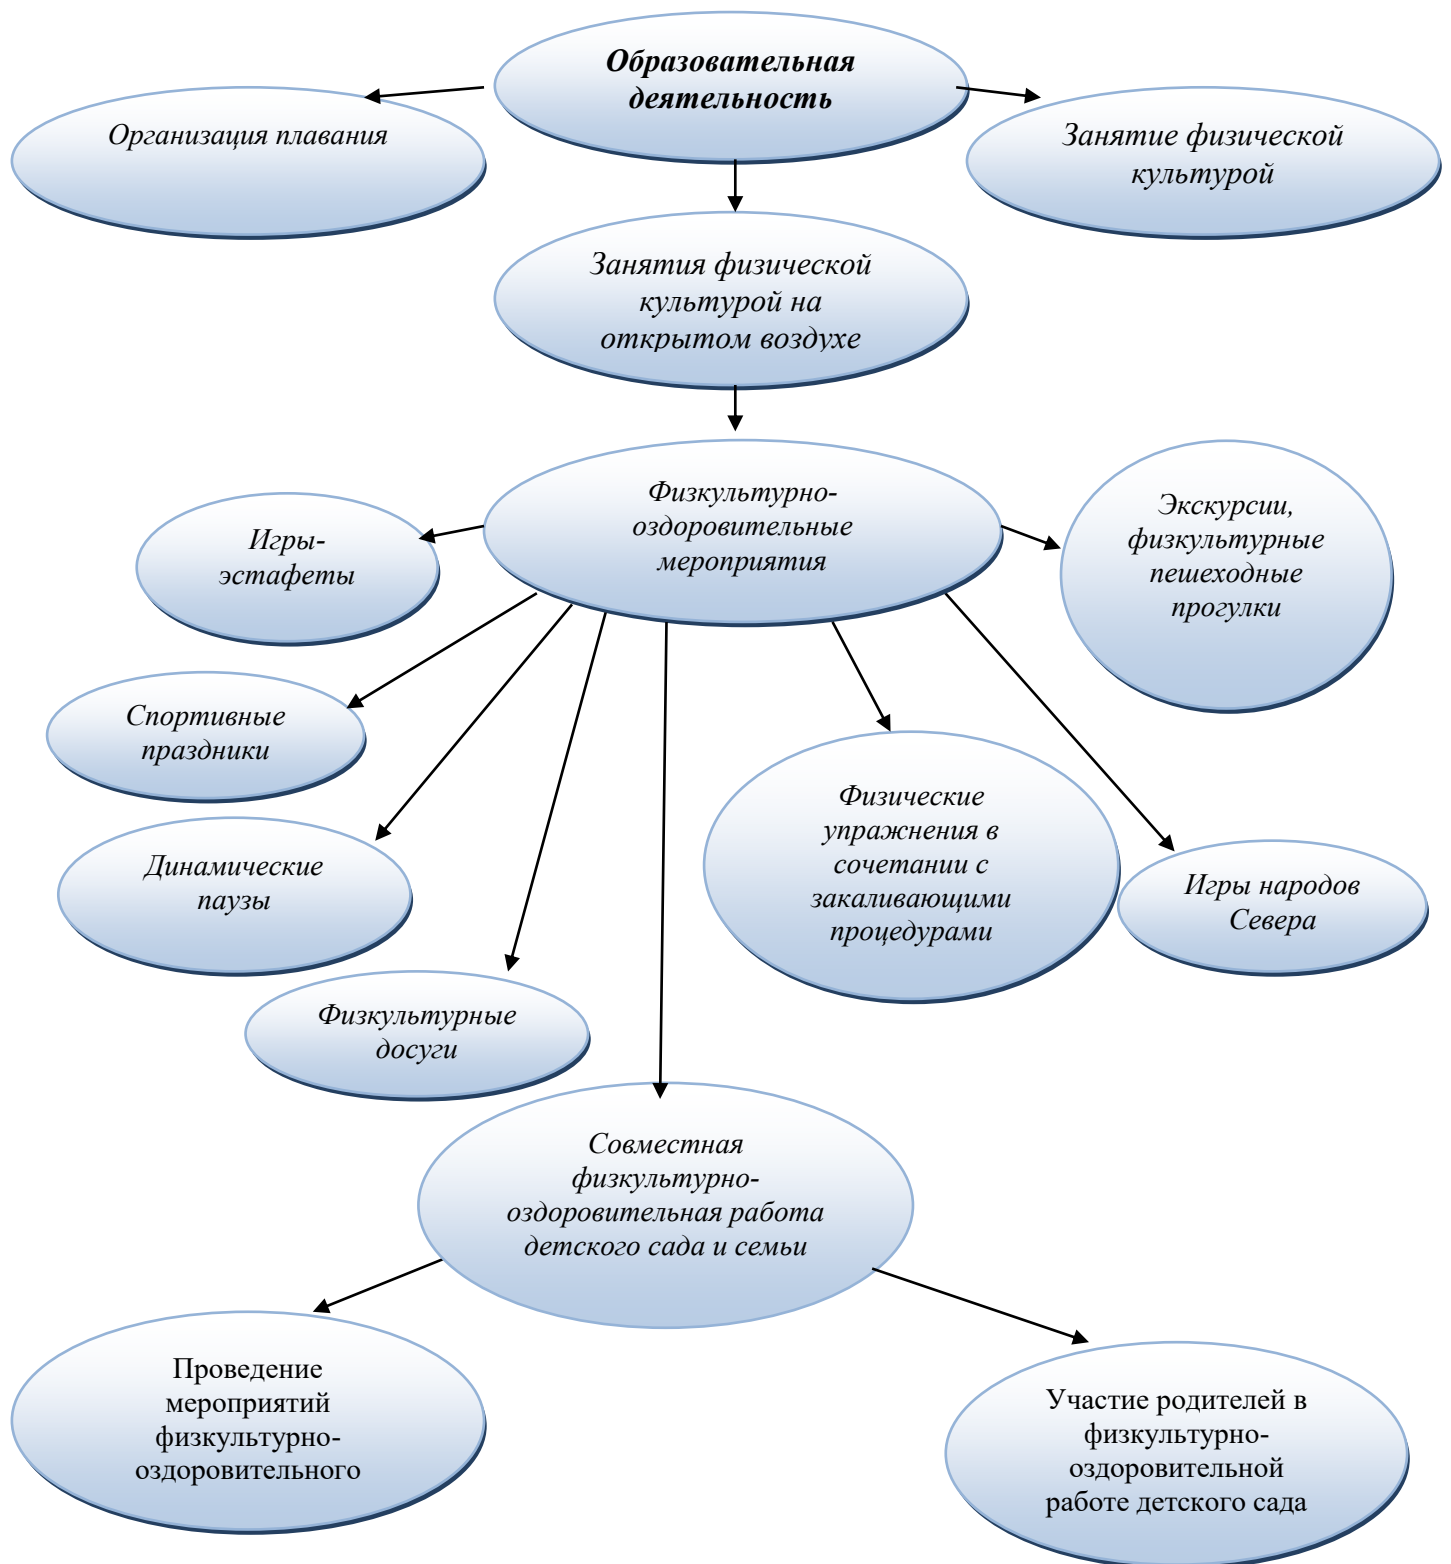 Образовательная
деятельность
Организация плавания
Занятие физической
культурой
Занятия физической
культурой на
открытом воздухе
Физкультурно-
оздоровительные
мероприятия
Игры-
эстафеты
Экскурсии,
физкультурные
пешеходные
прогулки
Спортивные
праздники
Физические
упражнения в
сочетании с
закаливающими
процедурами
Динамические
паузы
Игры народов
Севера
Физкультурные
досуги
Совместная
физкультурно-
оздоровительная работа
детского сада и семьи
Проведение
мероприятий
физкультурно-
оздоровительного
Участие родителей в
физкультурно-
оздоровительной
работе детского сада